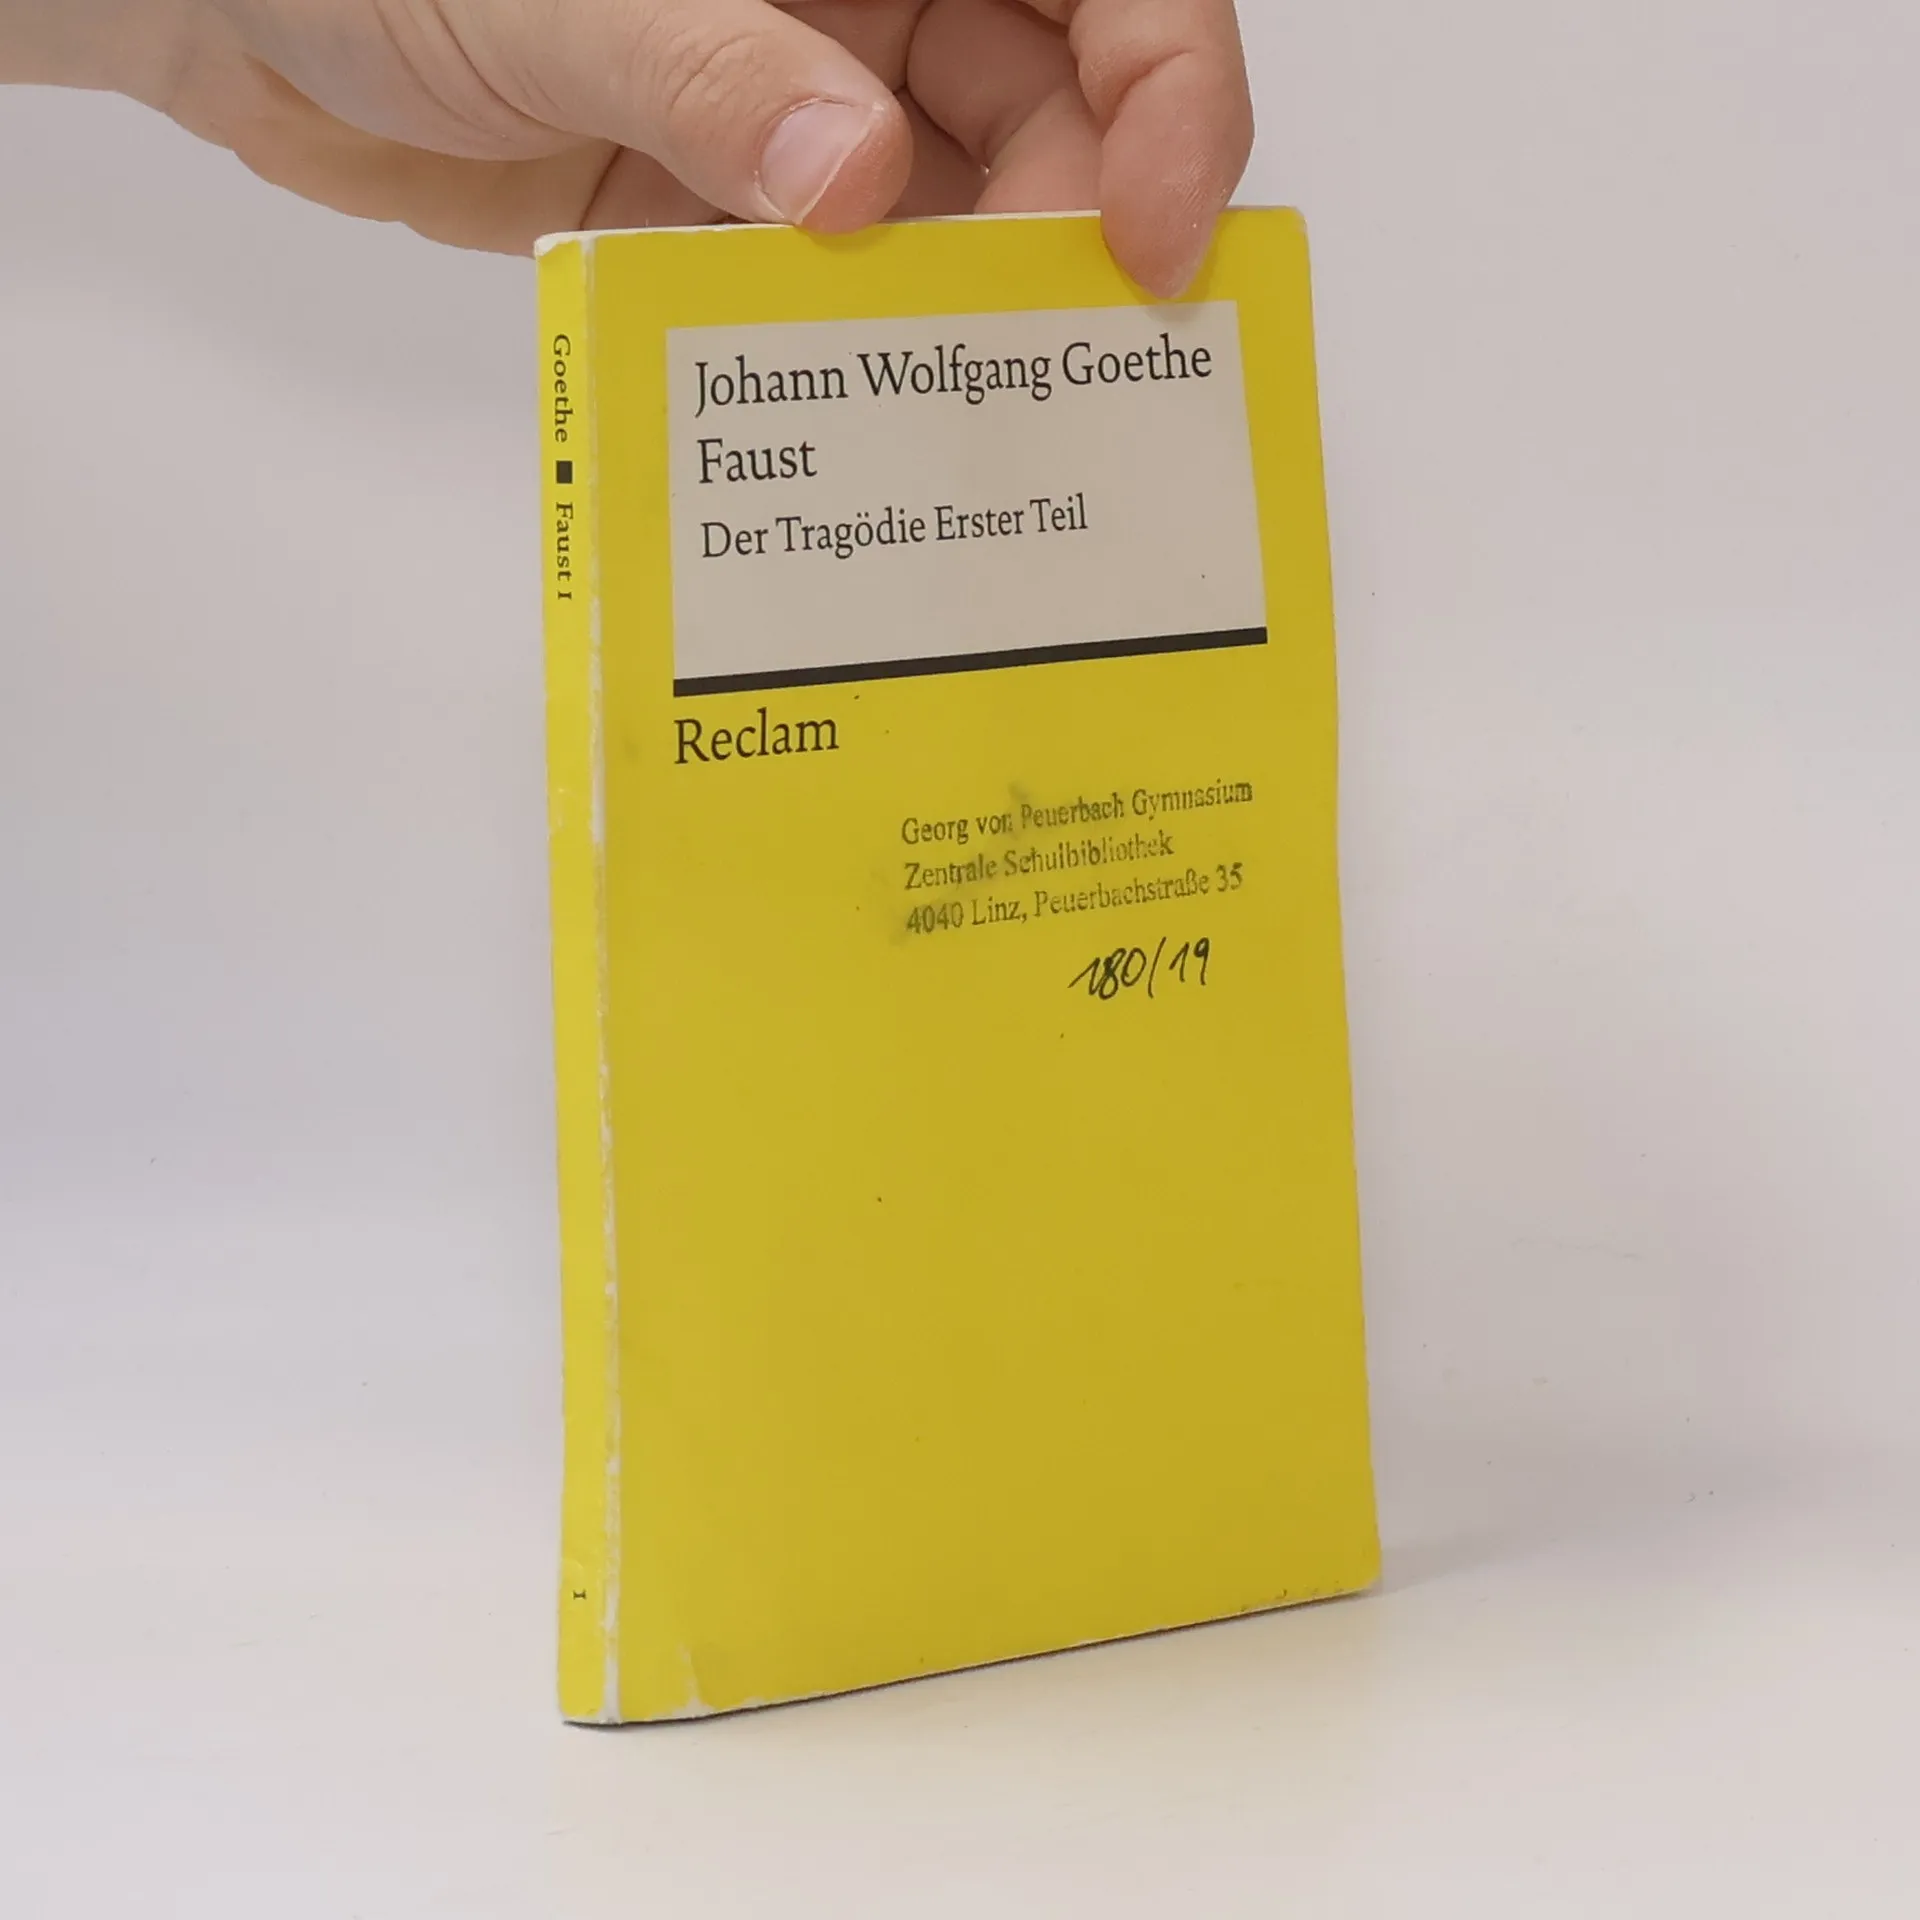 Goethe ■ Faust I
1
Johann Wolfgang Goethe
Faust
Der Tragödie Erster Teil
Reclam
Georg von Peuerbach Gymnasium
Zentrale Schulbibliothek
4040 Linz, Peuerbachstraße 35
180/19